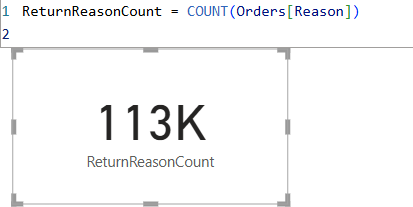 1 ReturnReasonCount = COUNT(Orders[Reason])
2
113K
ReturnReasonCount